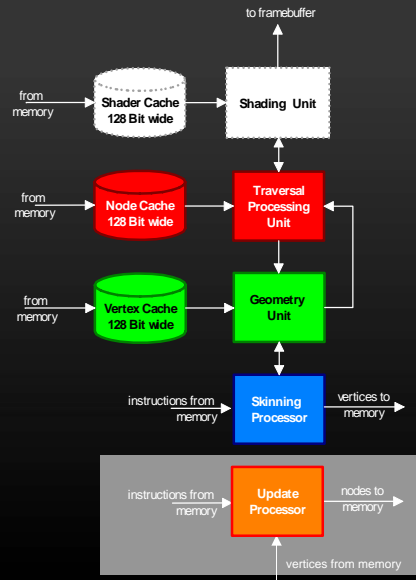 to framebuffer
from
memory
Shader Cache
128 Bit wide
Shading Unit
from
memory
Node Cache
128 Bit wide
Traversal
Processing
Unit
from
memory
Vertex Cache
128 Bit wide
Geometry
Unit
instructions from
memory
Skinning
Processor
vertices to
memory
instructions from
memory
Update
Processor
nodes to
memory
vertices from memory